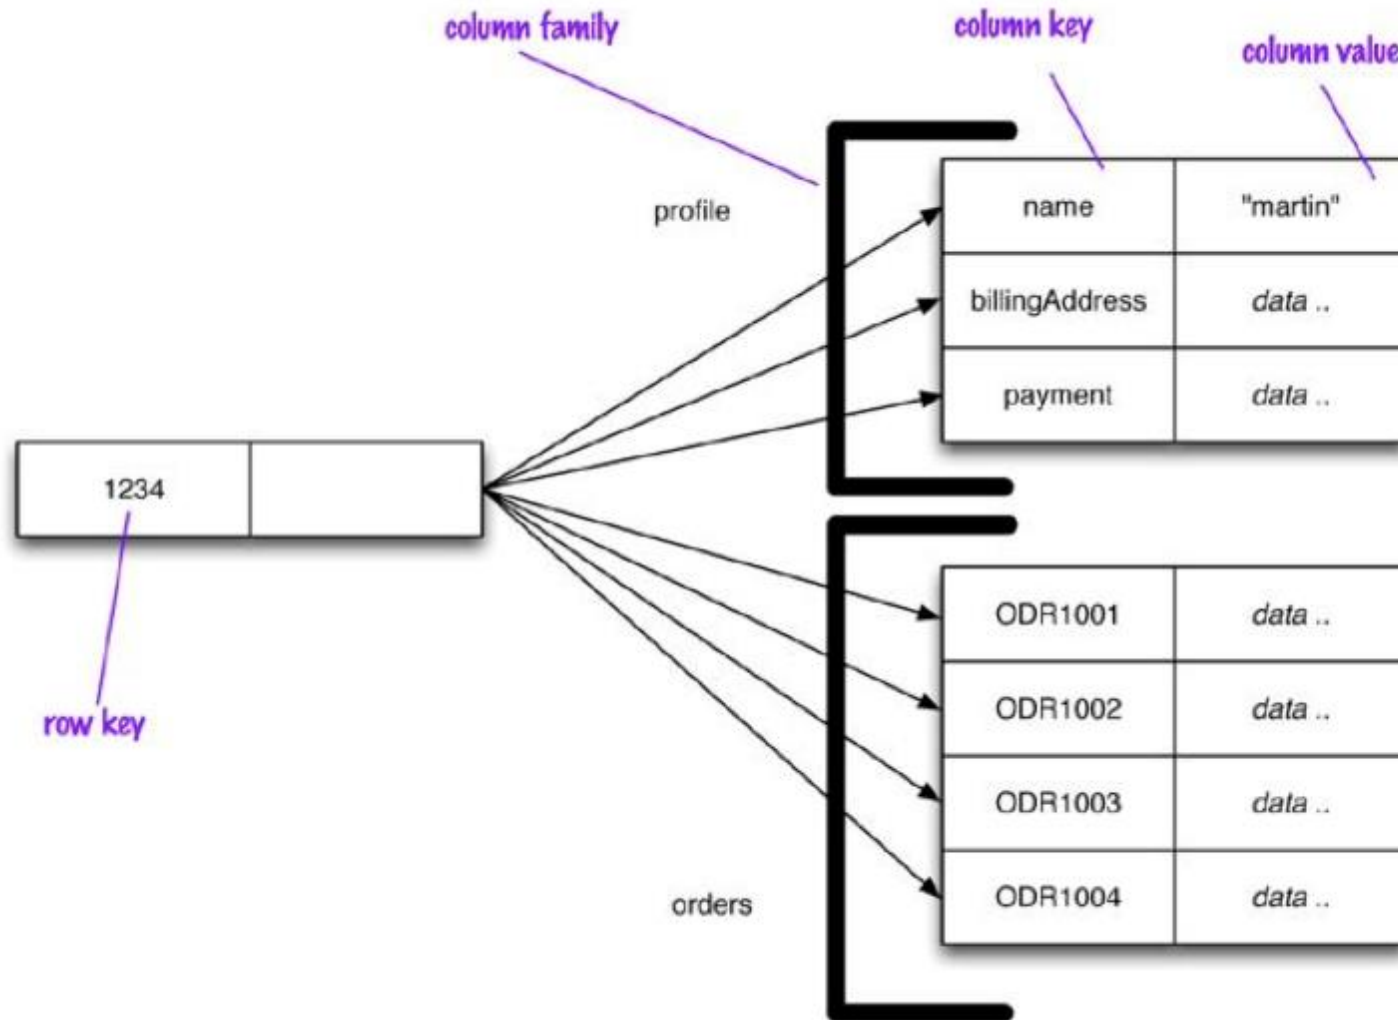 column family
column key
column value
profile
name
"martin"
billingAddress
data ..
payment
data ..
1234
row key
ODR1001
data ..
ODR1002
data ..
ODR1003
data ..
ODR1004
data ..
orders